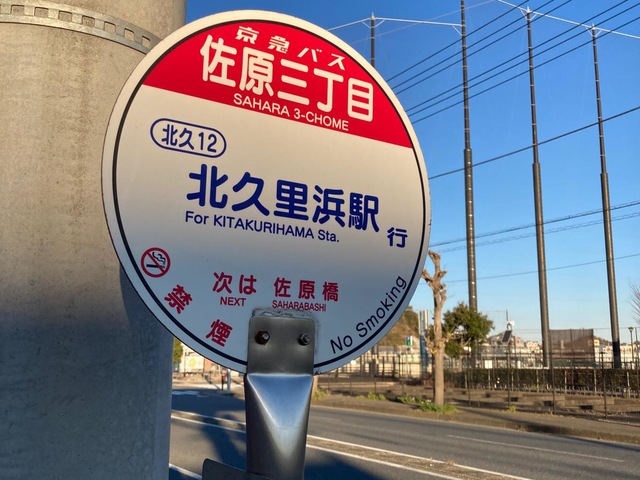 京急バス
佐原三丁目
SAHARA 3-CHOME
北久12
北久里浜駅
For KITAKURIHAMA Sta.
行
次は 佐原橋
NEXT SAHARABASHI
禁煙
No Smoking